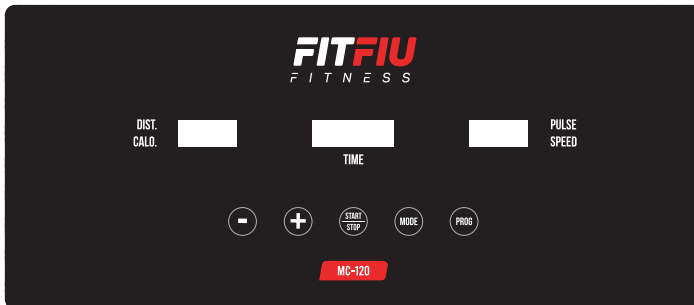 FITFIU
FITNESS
DIST.
CALO.
PULSE
SPEED
TIME
-
+
START
STOP
MODE
PROG
MC-120